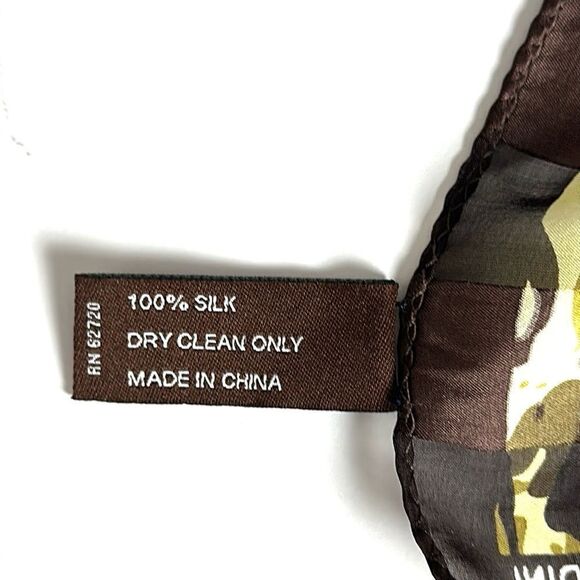 RN 62720
100% SILK
DRY CLEAN ONLY
MADE IN CHINA